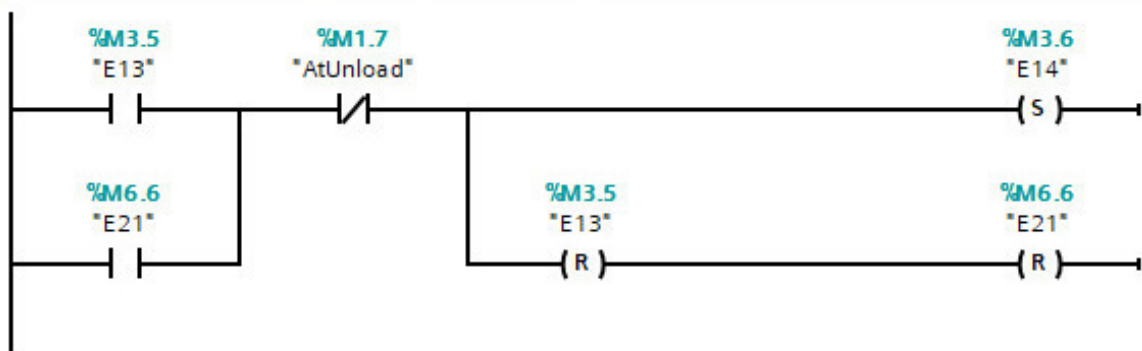 %M3.5 %M1.7 %M3.6
"E13" "AtUnload" "E14"
S
%M6.6 %M3.5 %M6.6
"E21" "E13" "E21"
R R